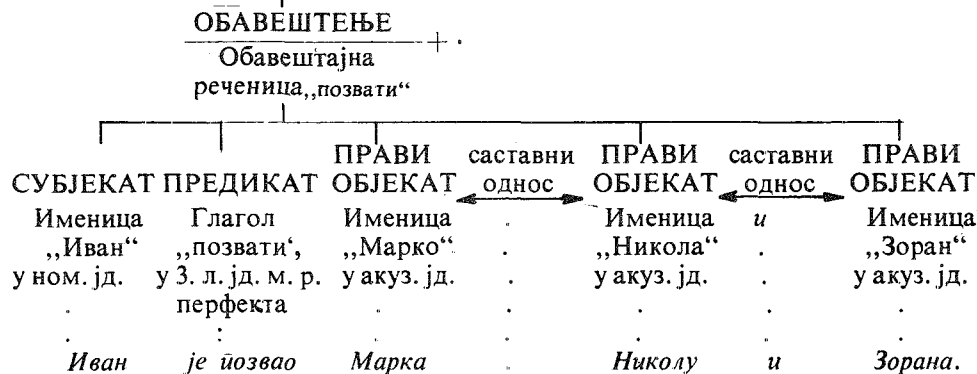 ОБАВЕШТЕЊЕ
Обавештајна + .
реченица,,позвати“
ПРАВИ саставни ПРАВИ саставни ПРАВИ
СУБЈЕКАТ ПРЕДИКАТ ОБЈЕКАТ однос ОБЈЕКАТ однос ОБЈЕКАТ
Именица Глагол Именица . Именица и Именица
,,Иван“ ,,позвати‘, ,,Марко“ . ,,Никола“ . ,,Зоран“
у ном. јд. у 3. л. јд. м. р. у акуз. јд. . у акуз. јд. . у акуз. јд.
. перфекта . . . . .
. : . . . . .
Иван је позвао Марка . Николу и Зорана.